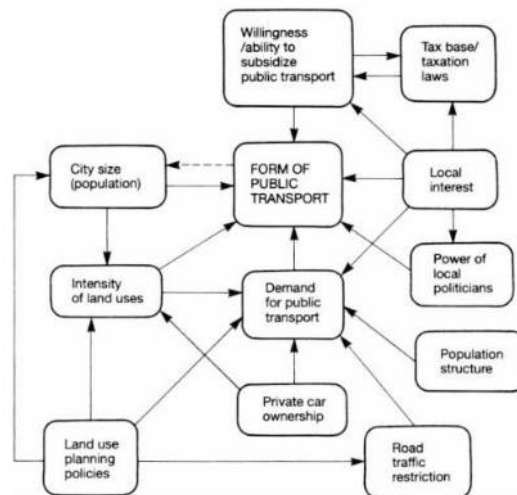 Willingness
/ability to
subsidize
public transport
Tax base/
taxation
laws
City size
(population)
FORM OF
PUBLIC
TRANSPORT
Local
interest
Intensity
of land uses
Demand
for public
transport
Power of
local
politicians
Population
structure
Private car
ownership
Land use
planning
policies
Road
traffic
restriction